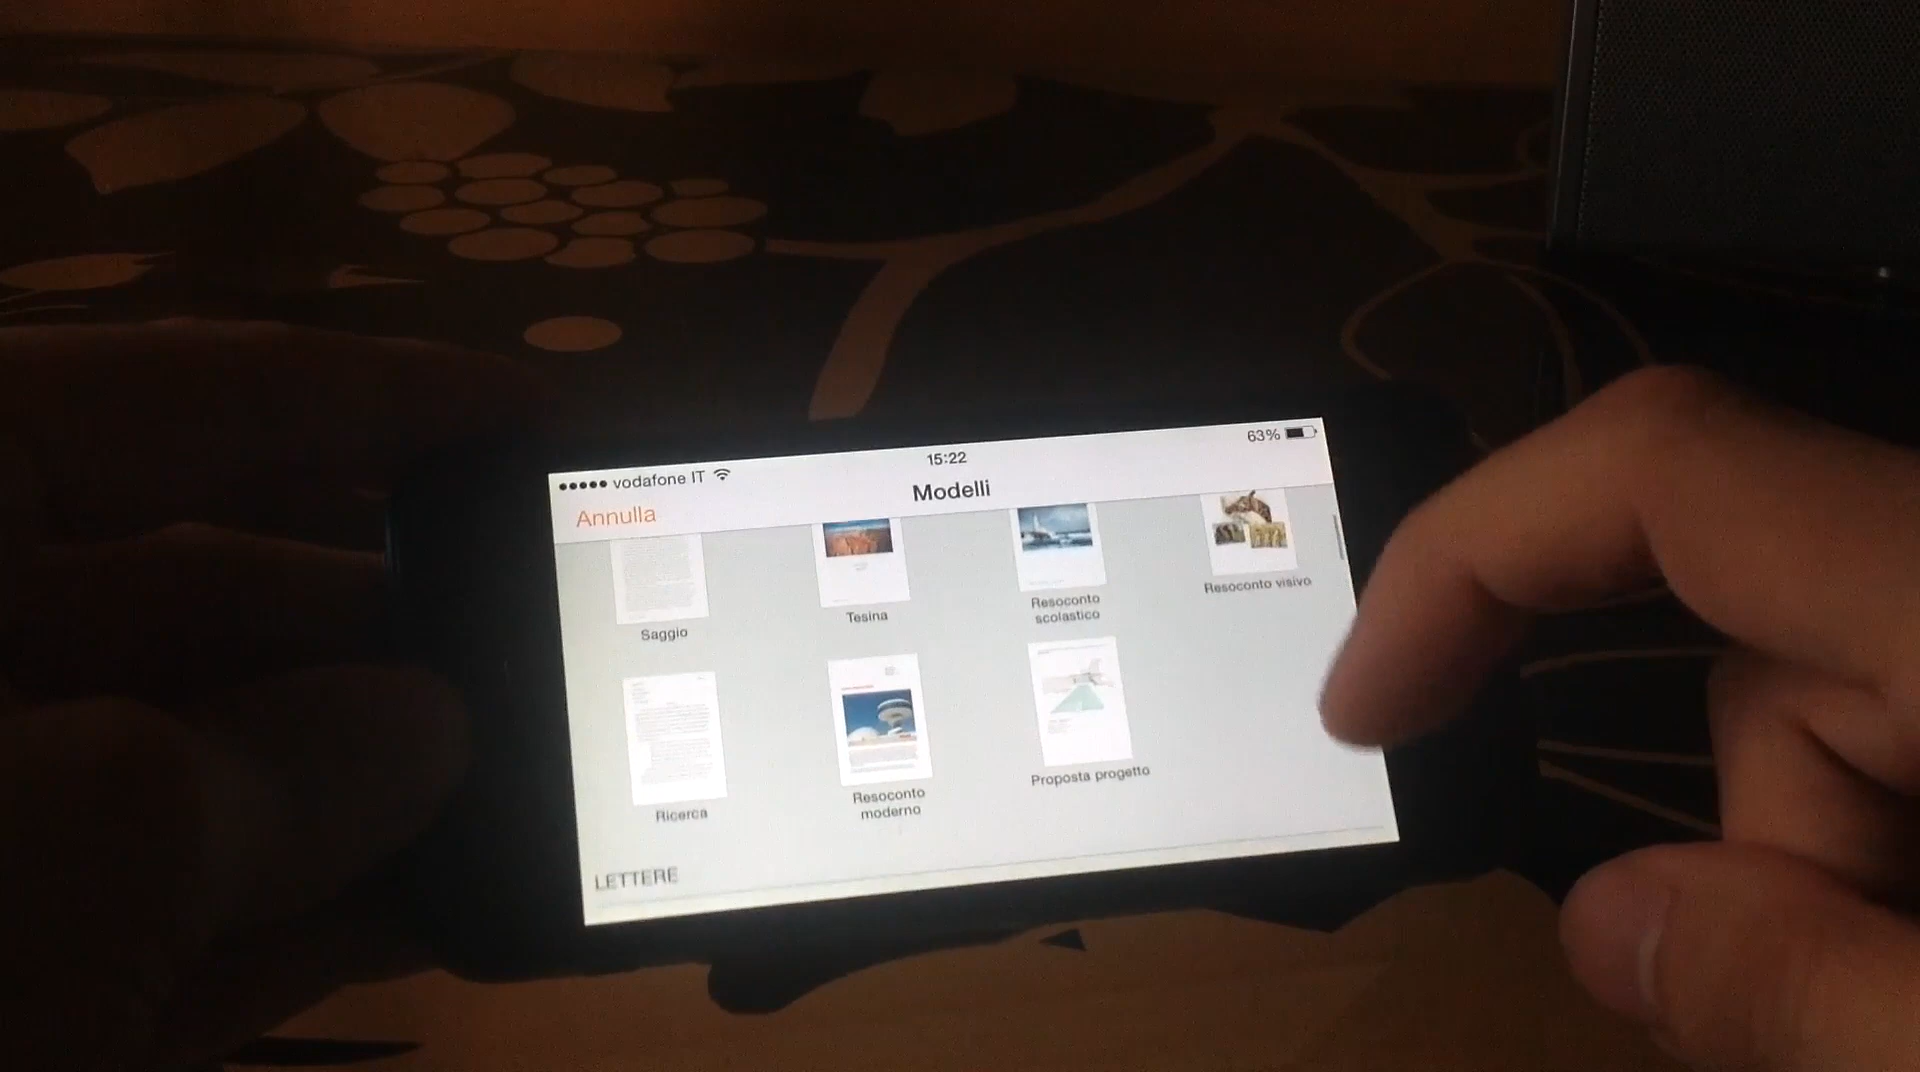 vodafone IT
15:22
63%
Annulla
Modelli
Saggio
Tesina
Resoconto
scolastico
Resoconto visivo
Ricerca
Resoconto
moderno
Proposta progetto
LETTERE